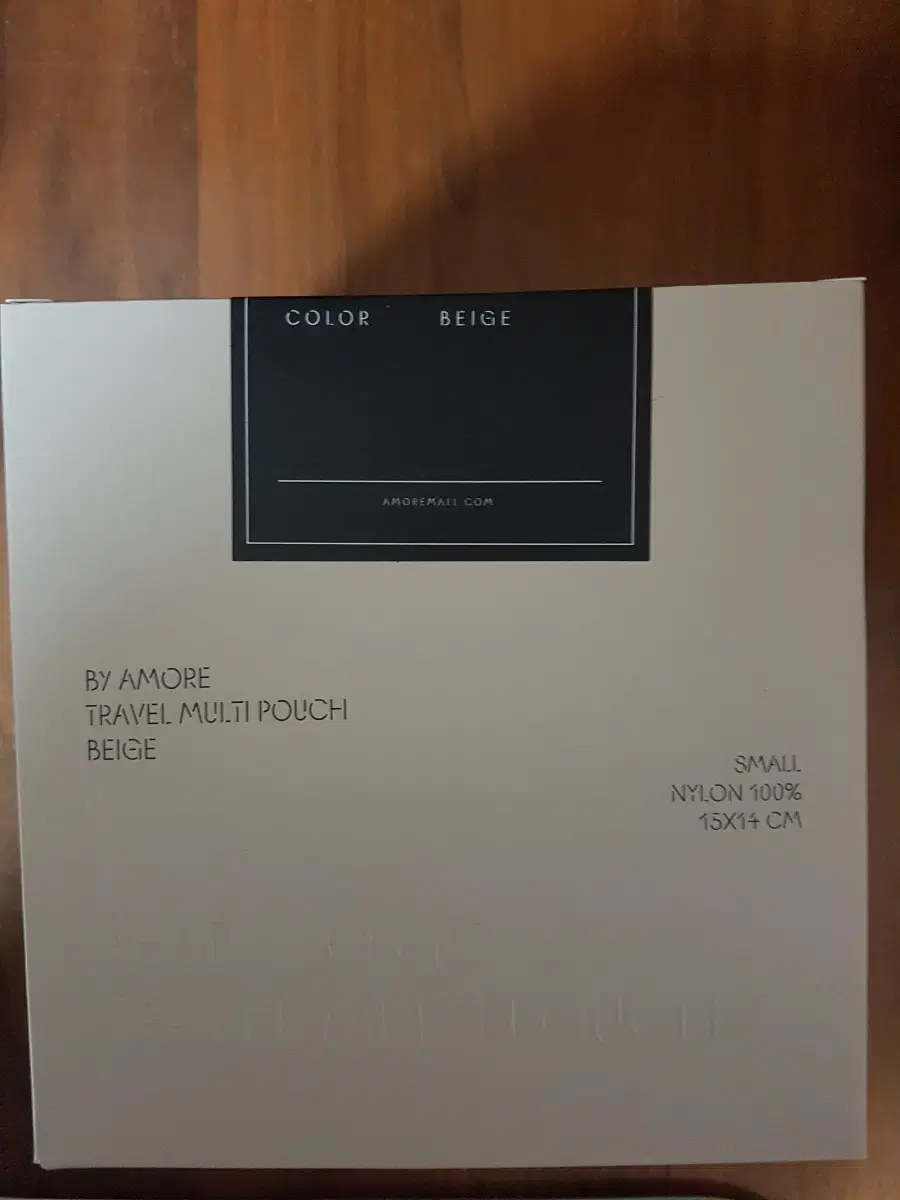 COLOR BEIGE
AMOREMALL.COM
BY AMORE
TRAVEL MULTI POUCH
BEIGE
SMALL
NYLON 100%
15X14 CM